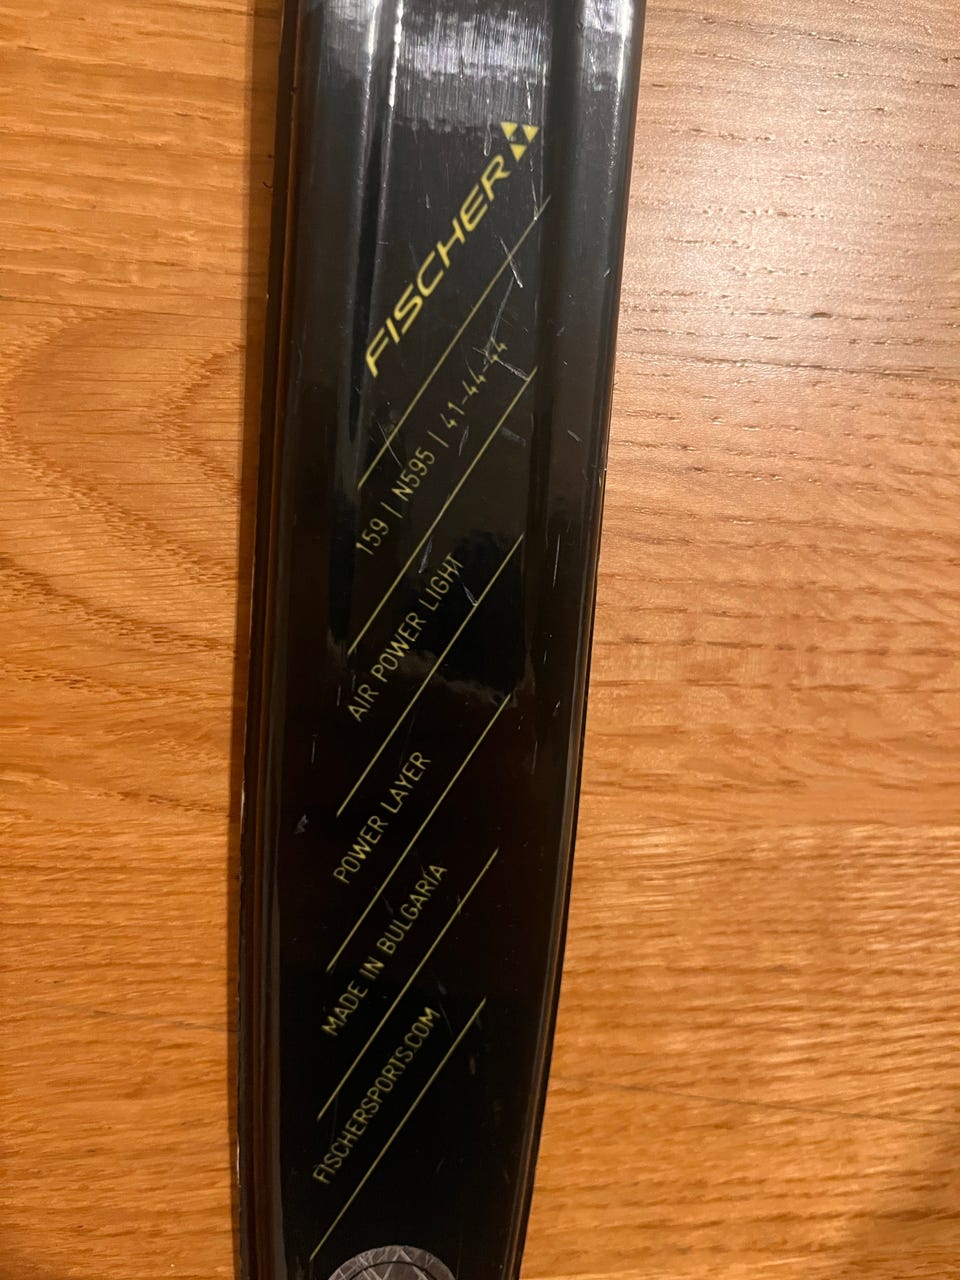 FISCHER
159 | N595 | 41-44-44
AIR POWER LIGHT
POWER LAYER
MADE IN BULGARIA
FISCHERSPORTS.COM